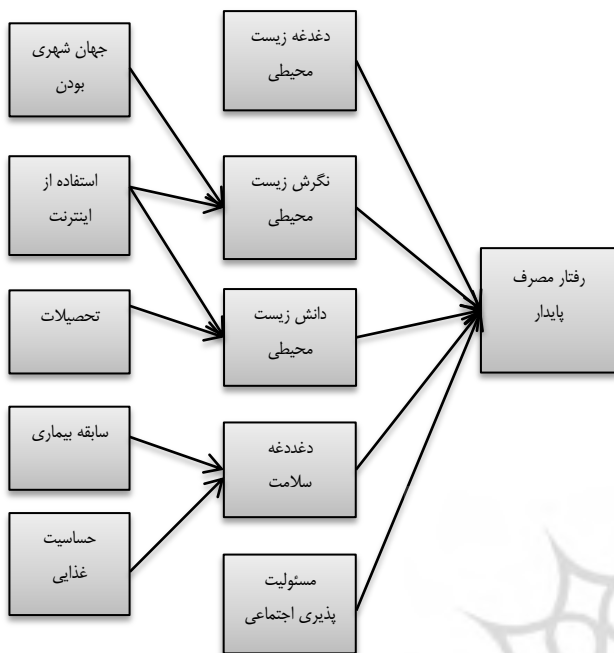 جهان شهری
بودن
استفاده از
اینترنت
تحصیلات
سابقه بیماری
حساسیت
غذایی
دغدغه زیست
محیطی
نگرش زیست
محیطی
دانش زیست
محیطی
دغددغه
سلامت
مسئولیت
پذیری اجتماعی
رفتار مصرف
پایدار